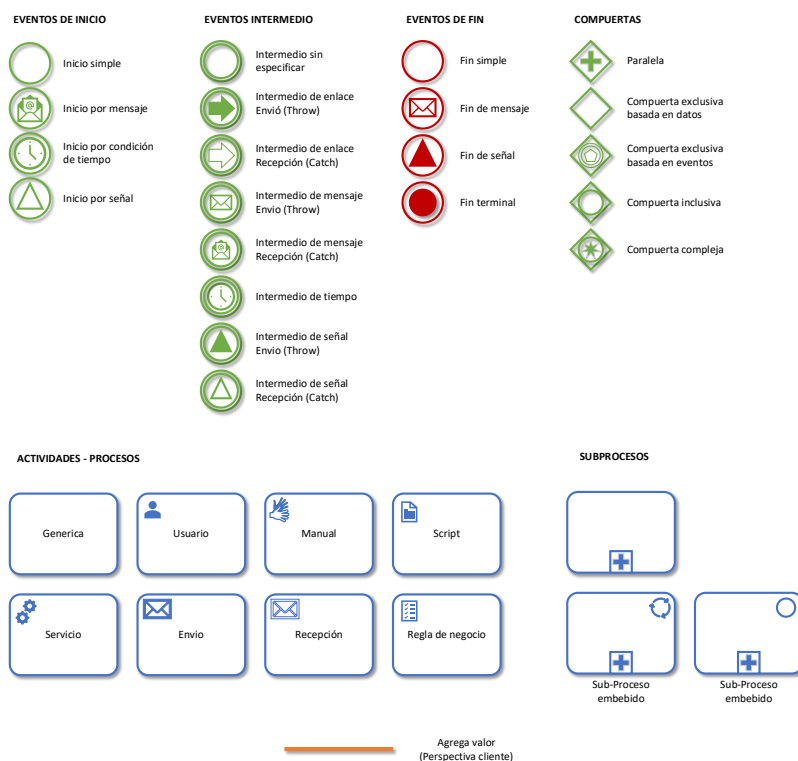 EVENTOS DE INICIO
Inicio simple
Inicio por mensaje
Inicio por condición
de tiempo
Inicio por señal
EVENTOS INTERMEDIO
Intermedio sin
especificar
Intermedio de enlace
Envió (Throw)
Intermedio de enlace
Recepción (Catch)
Intermedio de mensaje
Envio (Throw)
Intermedio de mensaje
Recepción (Catch)
Intermedio de tiempo
Intermedio de señal
Envio (Throw)
Intermedio de señal
Recepción (Catch)
EVENTOS DE FIN
Fin simple
Fin de mensaje
Fin de señal
Fin terminal
COMPUERTAS
Paralela
Compuerta exclusiva
basada en datos
Compuerta exclusiva
basada en eventos
Compuerta inclusiva
Compuerta compleja
ACTIVIDADES - PROCESOS
Generica
Usuario
Manual
Script
Servicio
Envio
Recepción
Regla de negocio
SUBPROCESOS
Sub-Proceso
embebido
Sub-Proceso
embebido
Agrega valor
(Perspectiva cliente)